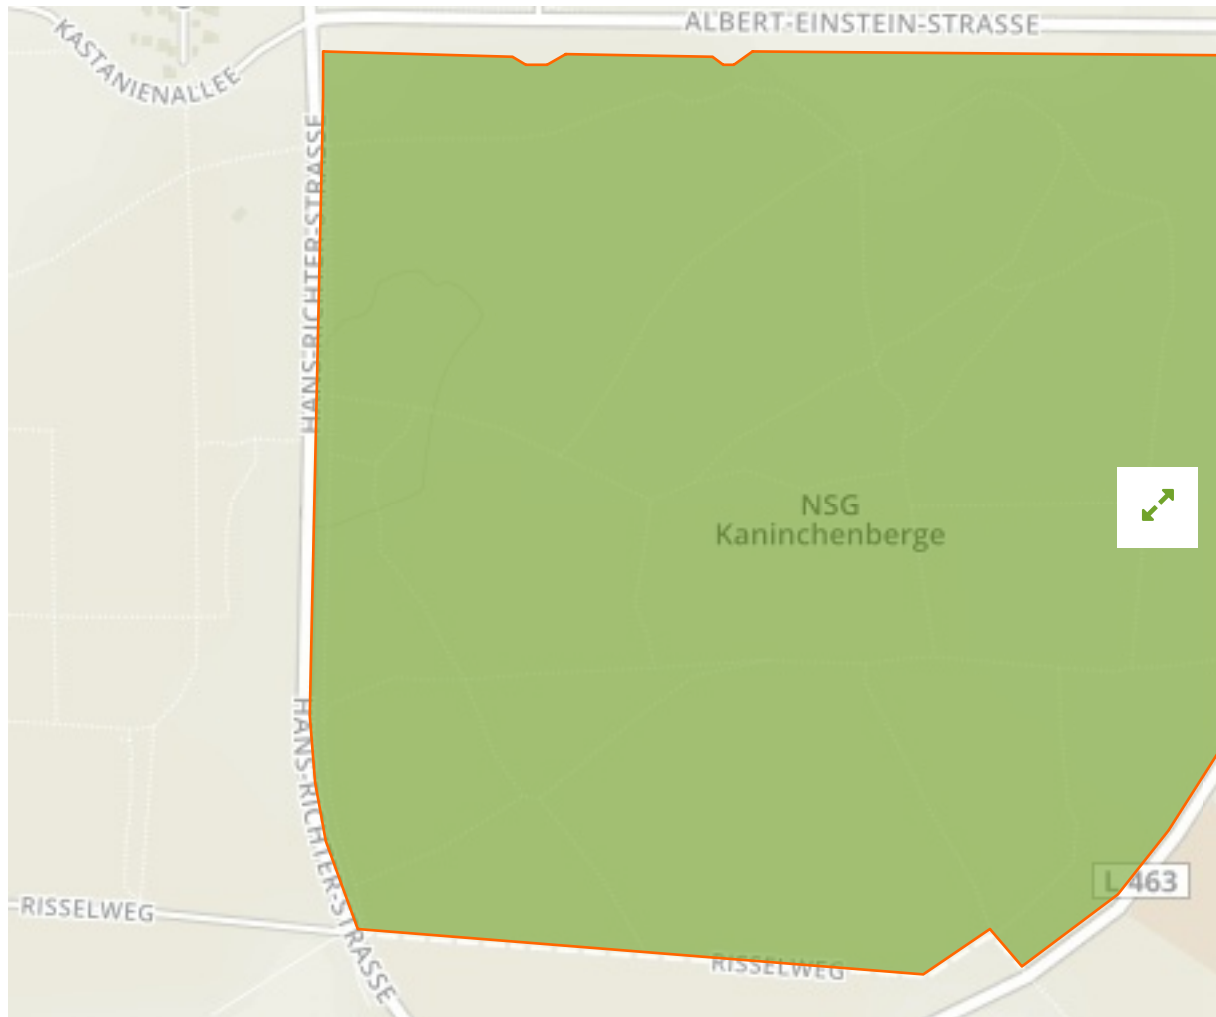 ALBERT-EINSTEIN-STRASSE
KASTANIENALLEE
HANS-RICHTER-STRASSE
NSG
Kaninchenberge
HANS-RICHTER-STRASSE
L 463
RISSELWEG
RISSELWEG